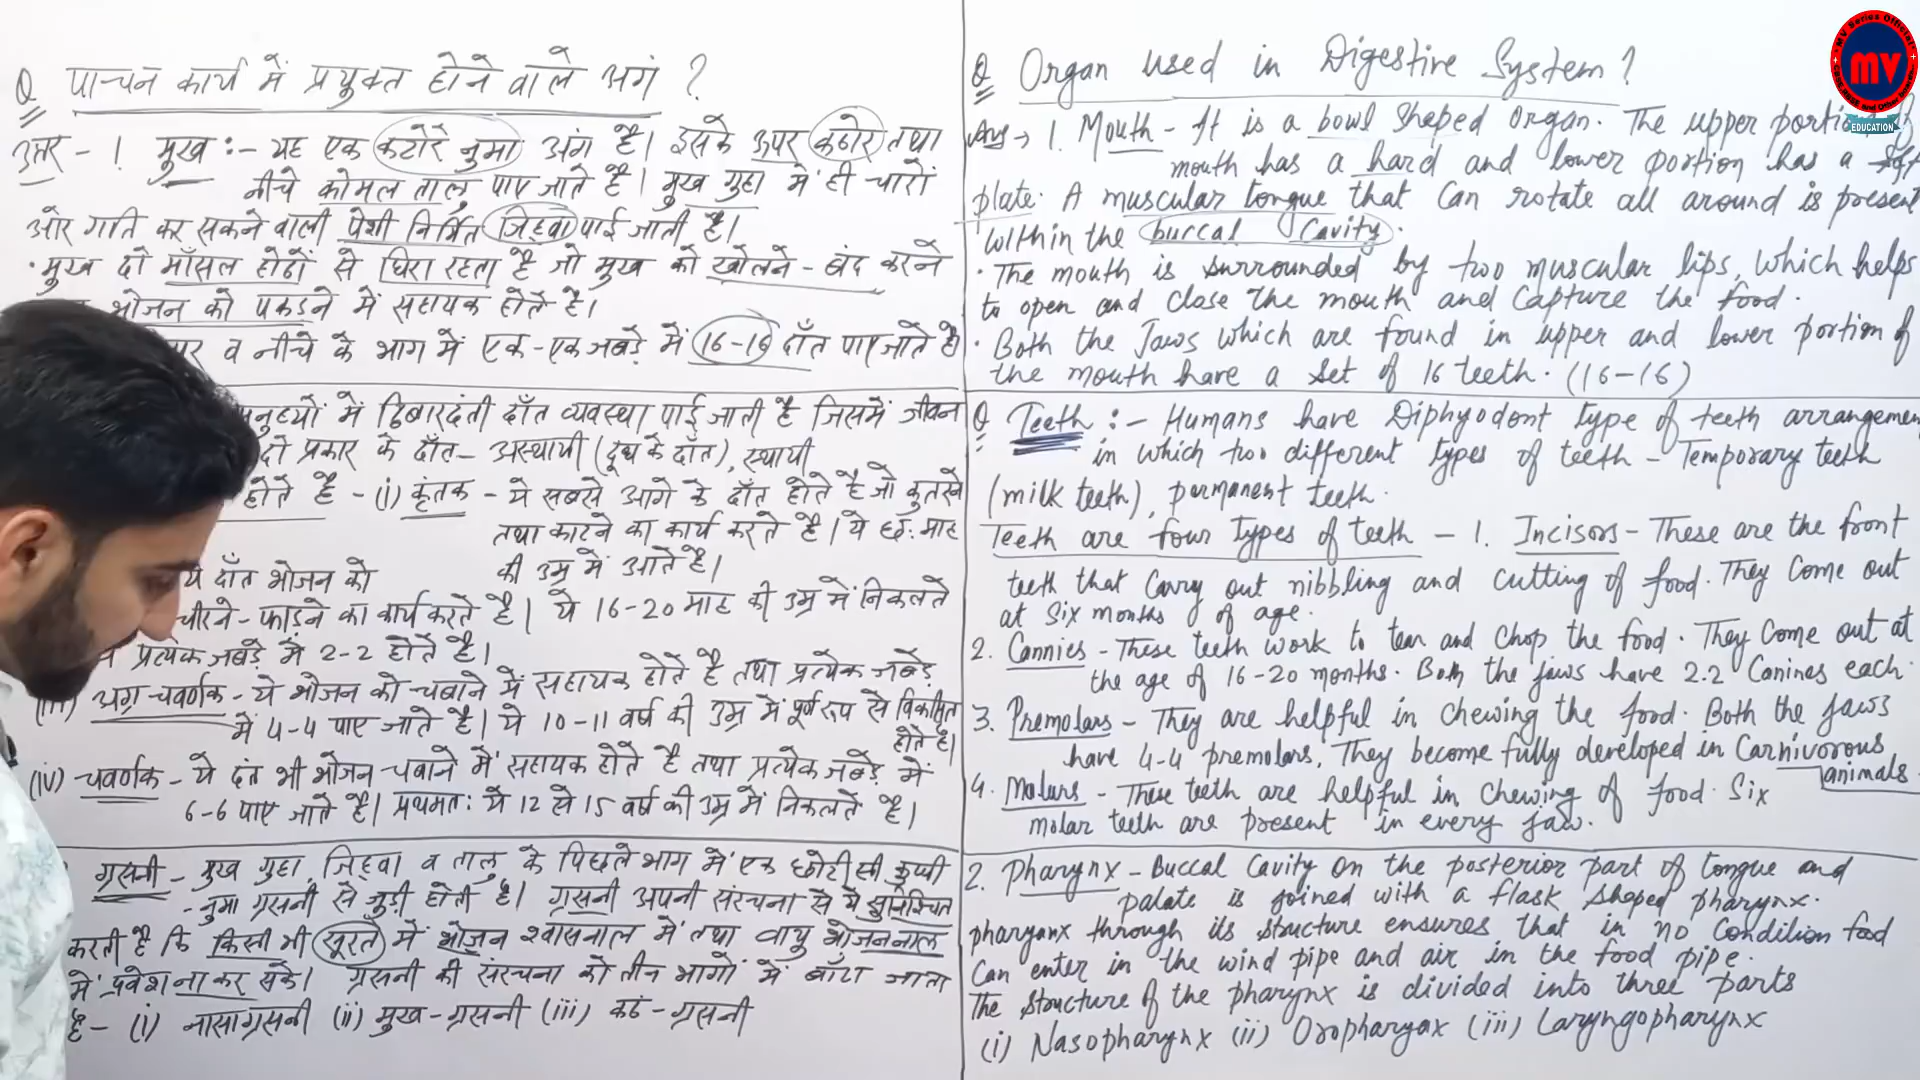 Q पाचन कार्य में प्रयुक्त होने वाले अगं ?
उत्तर - 1 मुख :- यह एक कटोरे नुमा अंग है। इसके ऊपर कठोर तथा
नीचे कोमल तालु पाए जाते है। मुख गुहा में ही चारों
और गति कर सकने वाली पेशी निर्मित जिह्वा पाई जाती है।
· मुख दो माँसल होठों से घिरा रहता है जो मुख को खोलने - बंद करने
भोजन को पकड़ने में सहायक होते है।
व नीचे के भाग में एक-एक जबड़े में 16-16 दाँत पाए जाते है
में द्विबारदंती दाँत व्यवस्था पाई जाती है जिसमें जीवन
दो प्रकार के दाँत - अस्थायी (दूध के दाँत), स्थायी
होते है - (i) कृंतक - ये सबसे आगे के दाँत होते है जो कुतरने
तथा काटने का कार्य करते है। ये छ: माह
की उम्र में आते है।
ये दाँत भोजन को
चीरने - फाड़ने का कार्य करते है। ये 16-20 माह की उम्र में निकलते
प्रत्येक जबड़े में 2-2 होते है।
(iii) अग्र चवर्णक - ये भोजन को चबाने में सहायक होते है तथा प्रत्येक जबड़े
में 4-4 पाए जाते है। ये 10-11 वर्ष की उम्र में पूर्ण रूप से विकसित
होते है।
(iv) चवर्णक - ये दंत भी भोजन चबाने में सहायक होते है तथा प्रत्येक जबड़े में
6-6 पाए जाते है। प्रथमत: ये 12 से 15 वर्ष की उम्र में निकलते है।
ग्रसनी - मुख गुहा, जिह्वा व तालु के पिछले भाग में एक छोटी सी कुप्पी
- नुमा ग्रसनी से जुड़ी होती है। ग्रसनी अपनी संरचना से ये सुनिश्चित
करती है कि किसी भी सूरत में भोजन श्वासनाल में तथा वायु भोजननाल
में प्रवेश ना कर सके। ग्रसनी की संरचना को तीन भागों में बाँटा जाता
है - (i) नासाग्रसनी (ii) मुख - ग्रसनी (iii) कठं - ग्रसनी
Q Organ used in Digestive System ?
Ans → 1. Mouth - It is a bowl shaped organ. The upper portion of
mouth has a hard and lower portion has a soft
plate. A muscular tongue that can rotate all around is present
within the buccal cavity.
· The mouth is surrounded by two muscular lips, which helps
to open and close the mouth and capture the food.
· Both the Jaws which are found in upper and lower portion of
the mouth have a set of 16 teeth. (16-16)
Q Teeth :- Humans have Diphyodont type of teeth arrangemen
in which two different types of teeth - Temporary teeth
(milk teeth), permanent teeth.
Teeth are four types of teeth - 1. Incisors - These are the front
teeth that carry out nibbling and cutting of food. They come out
at six months of age.
2. Cannies - These teeth work to tear and chop the food. They come out at
the age of 16-20 months. Both the jaws have 2.2 Canines each.
3. Premolars - They are helpful in chewing the food. Both the jaws
have 4-4 premolars, They become fully developed in Carnivorous
animals.
4. Molars - These teeth are helpful in chewing of food. Six
molar teeth are present in every jaw.
2. Pharynx - Buccal Cavity on the posterior part of tongue and
palate is joined with a flask shaped pharynx.
pharyanx through its structure ensures that in no condition food
Can enter in the wind pipe and air in the food pipe.
The structure of the pharynx is divided into three parts
(i) Nasopharynx (ii) Oropharyax (iii) Laryngopharynx
MV
EDUCATION